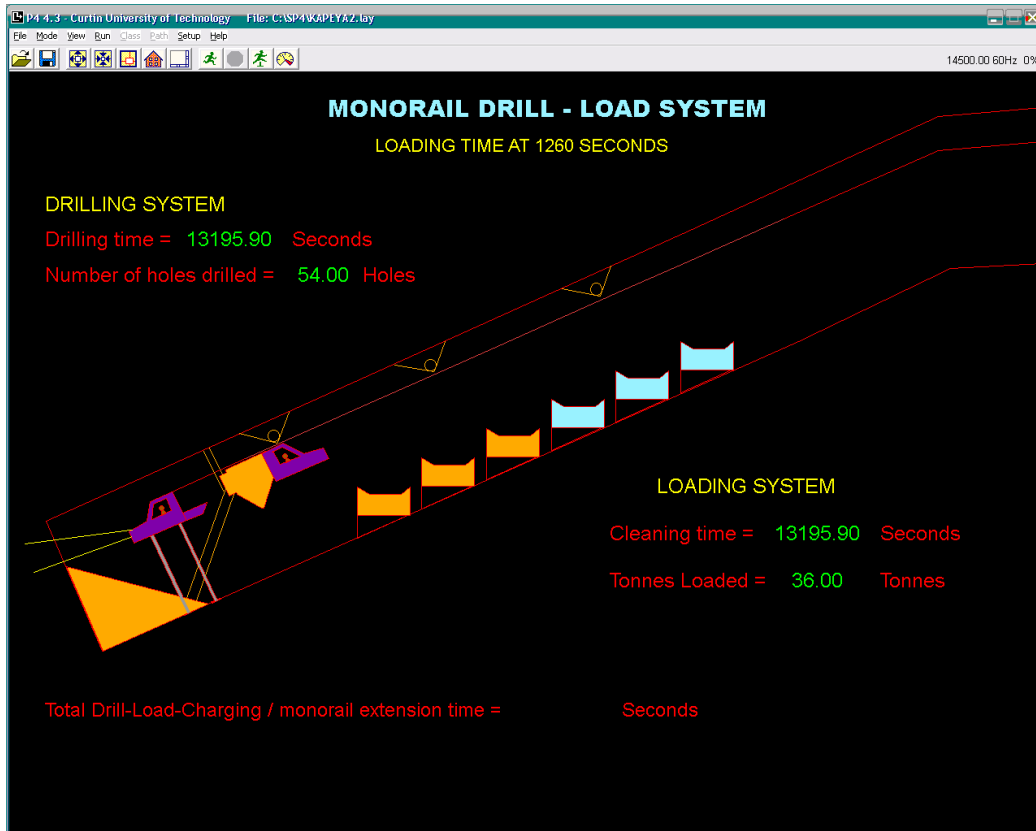 P4 4.3 - Curtin University of Technology File: C:\SP4\KAPEYA2.lay
File Mode View Run Class Path Setup Help
14500.00 60Hz 0%
MONORAIL DRILL - LOAD SYSTEM
LOADING TIME AT 1260 SECONDS
DRILLING SYSTEM
Drilling time = 13195.90 Seconds
Number of holes drilled = 54.00 Holes
LOADING SYSTEM
Cleaning time = 13195.90 Seconds
Tonnes Loaded = 36.00 Tonnes
Total Drill-Load-Charging / monorail extension time = Seconds